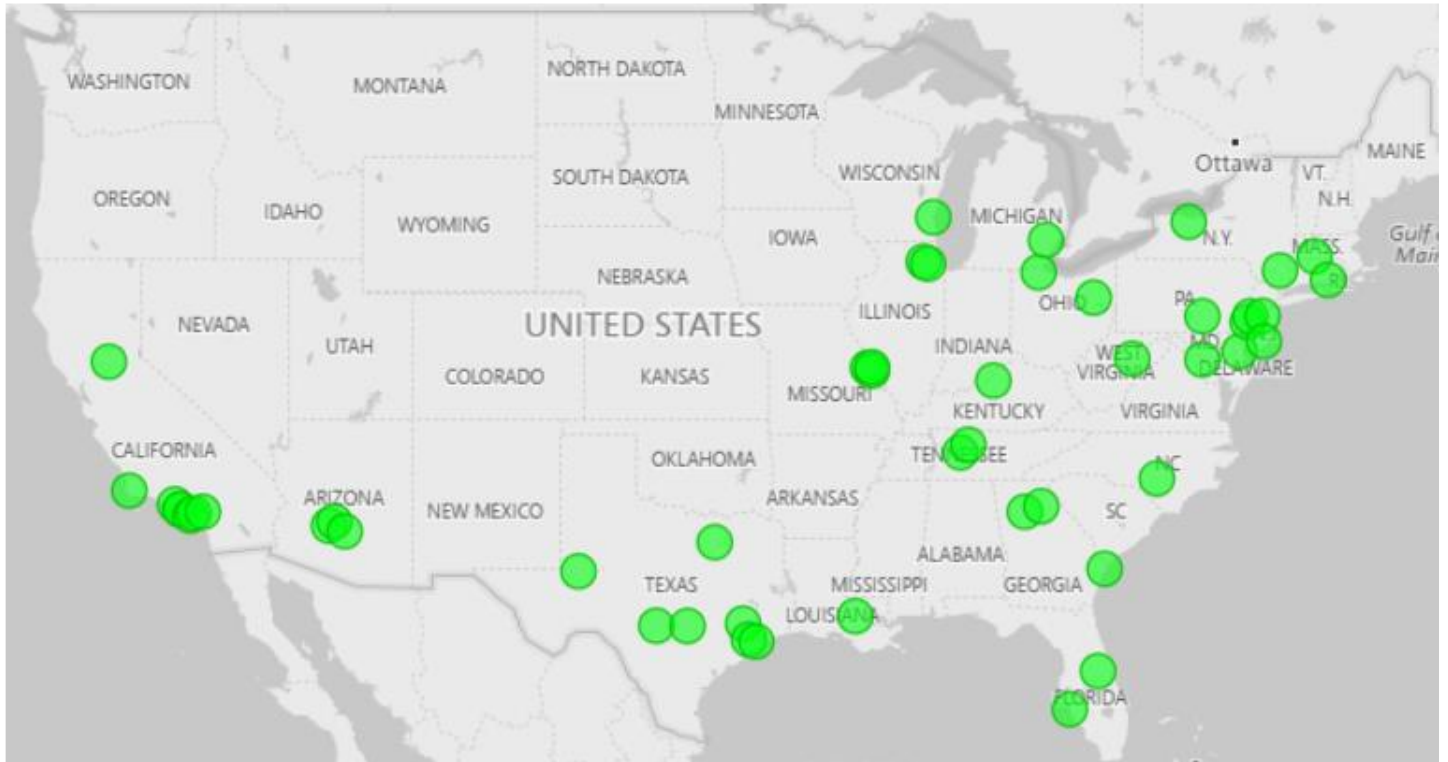 WASHINGTON
MONTANA
NORTH DAKOTA
MINNESOTA
Ottawa
MAINE
VT.
N.H.
WISCONSIN
SOUTH DAKOTA
OREGON
IDAHO
WYOMING
MICHIGAN
N.Y.
MASS.
Gulf
Main
IOWA
NEBRASKA
R
UNITED STATES
ILLINOIS
OHIO
PA
NEVADA
UTAH
INDIANA
MD
WEST
VIRGINIA
DELAWARE
COLORADO
KANSAS
MISSOURI
KENTUCKY
VIRGINIA
CALIFORNIA
OKLAHOMA
TENNESSEE
NC
ARIZONA
NEW MEXICO
ARKANSAS
SC
ALABAMA
TEXAS
MISSISSIPPI
GEORGIA
LOUISIANA
FLORIDA